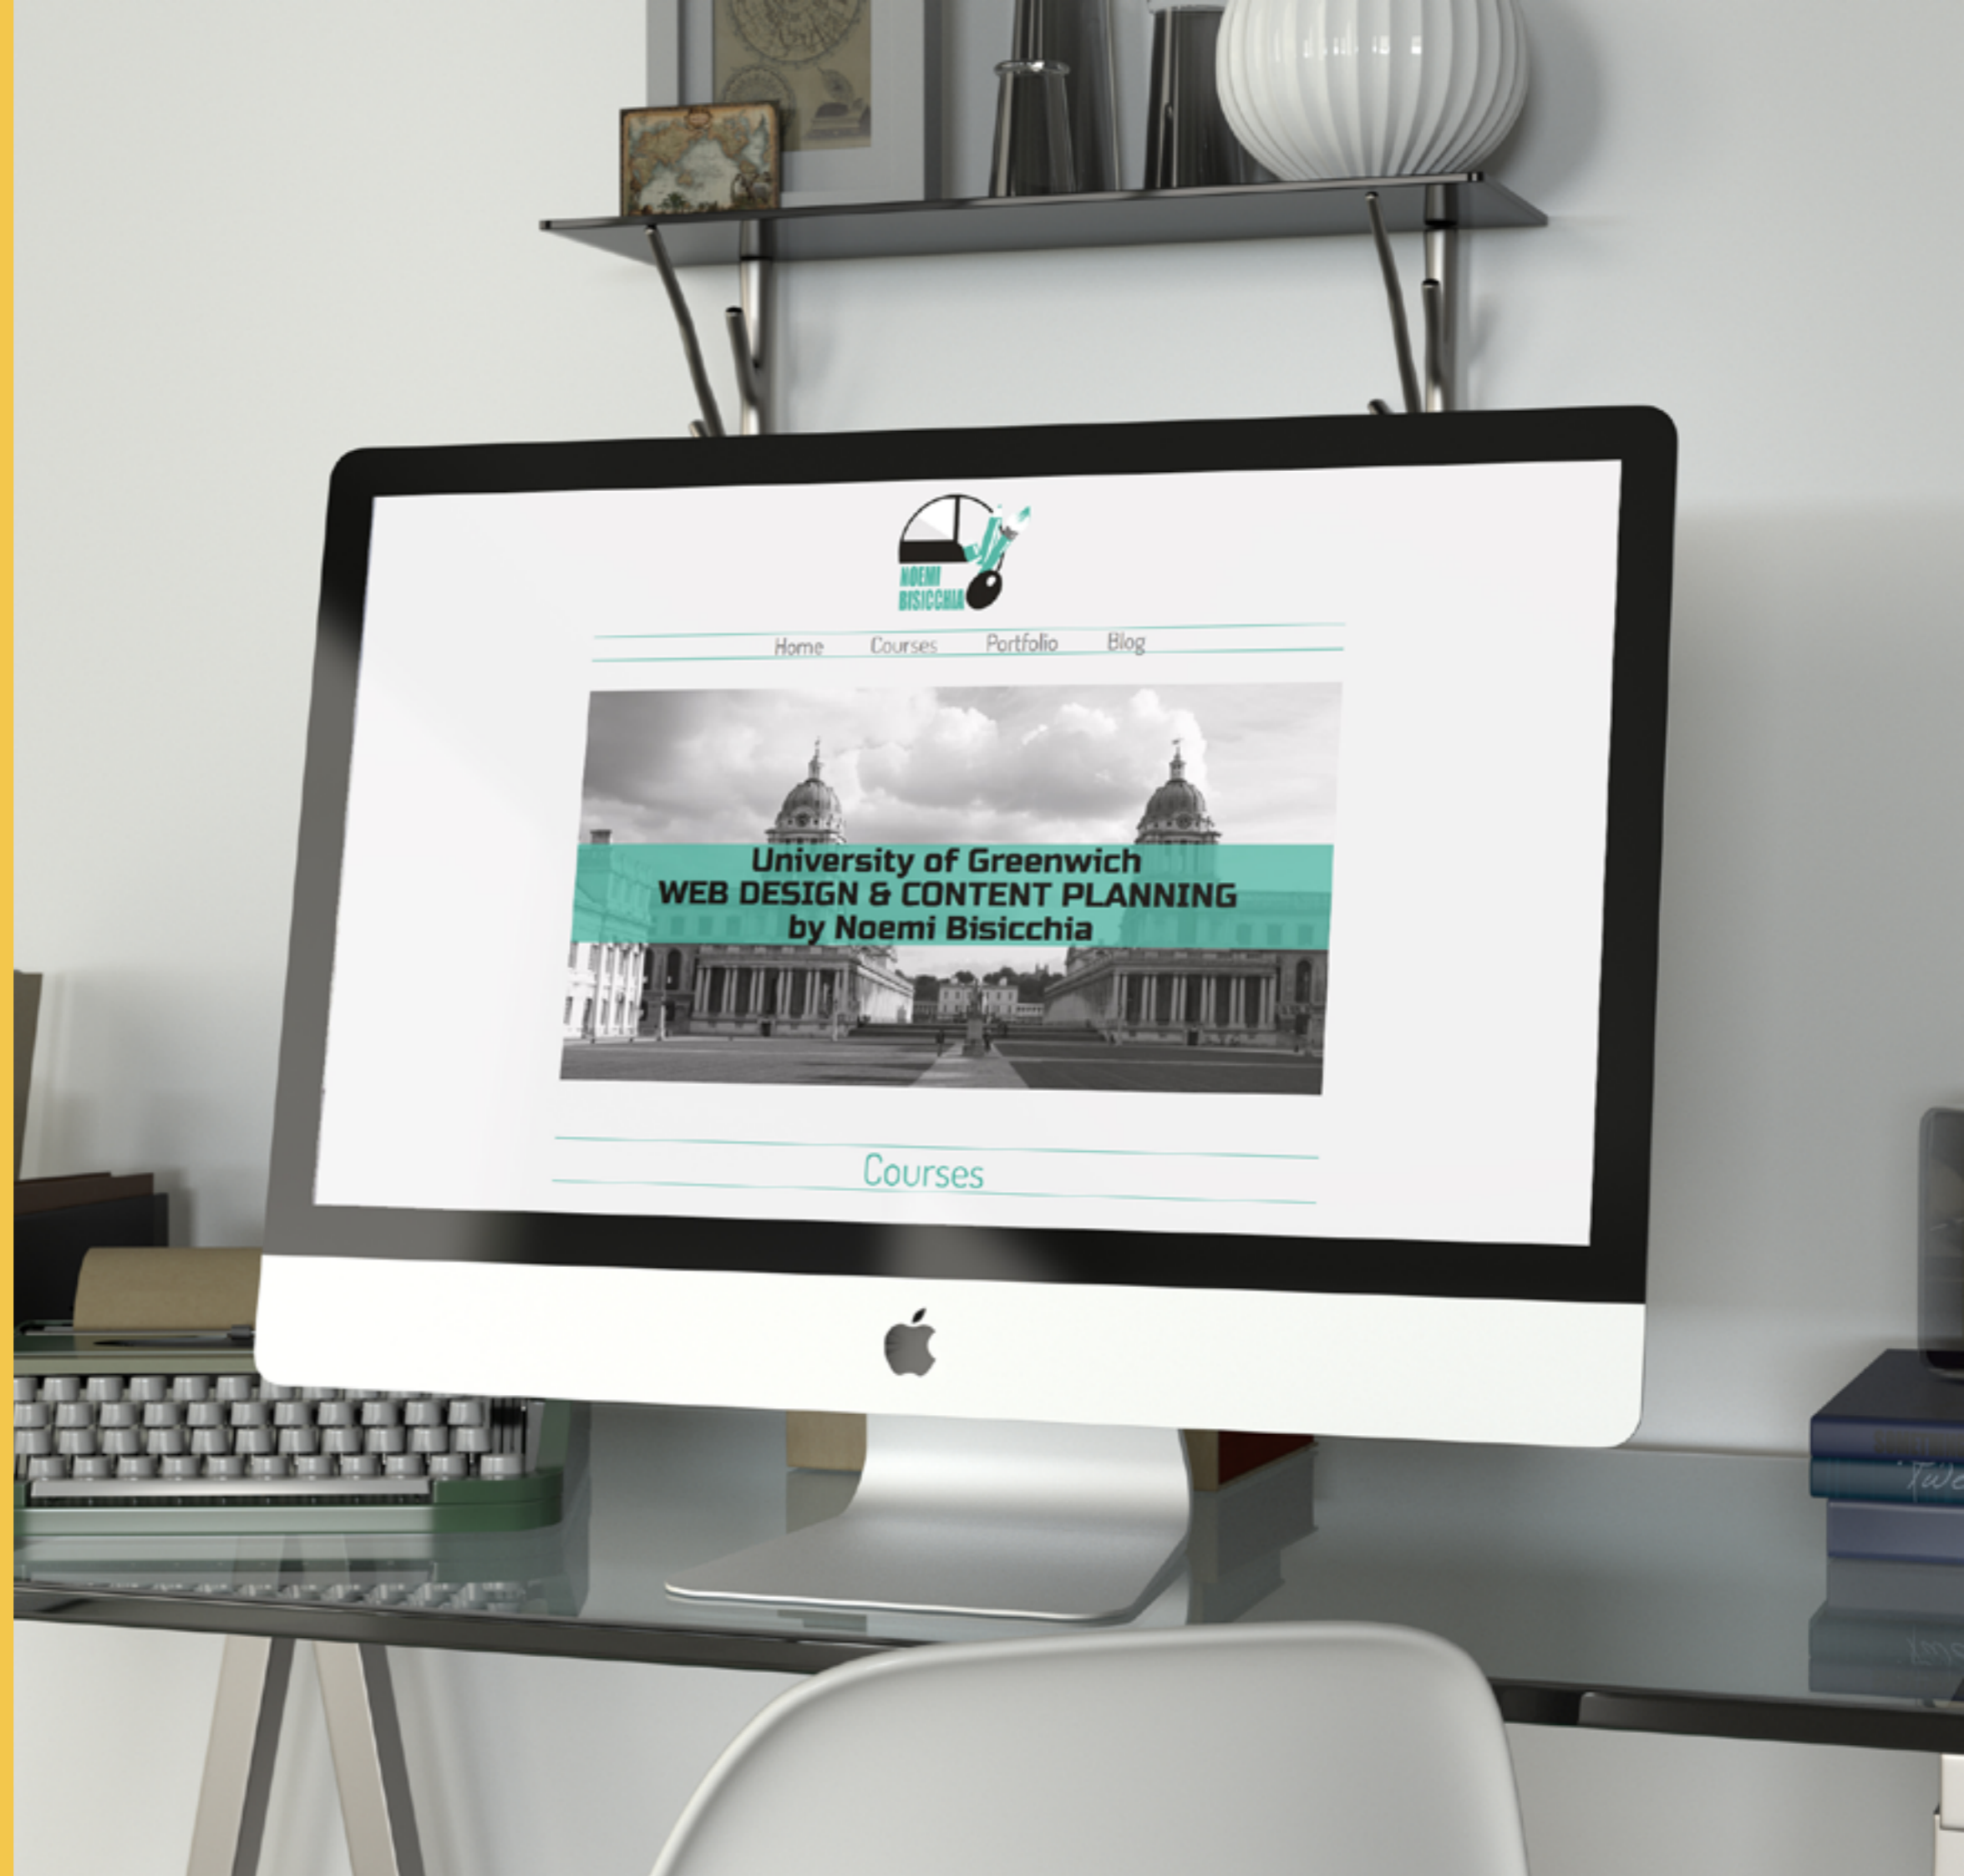 NOEMI
BISICCHIA
Home Courses Portfolio Blog
University of Greenwich
WEB DESIGN & CONTENT PLANNING
by Noemi Bisicchia
Courses